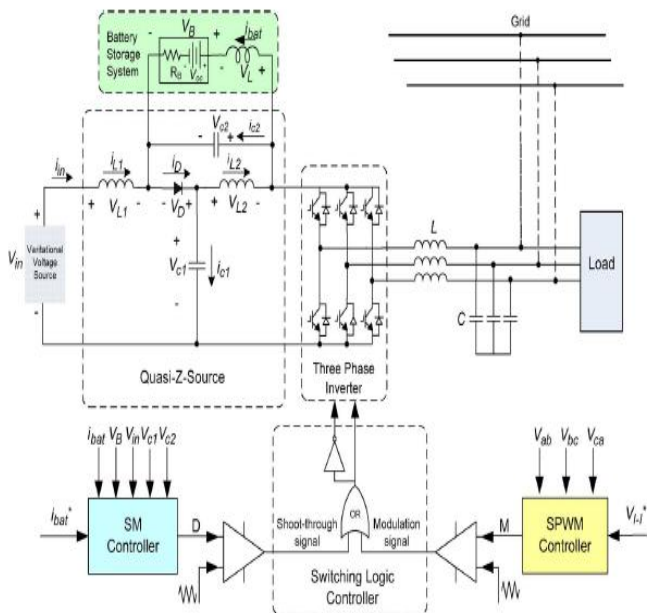 Grid
Battery
Storage
System
V_B
i_bat
R_B
V_oc
V_L
V_c2
i_c2
i_in
i_L1
i_D
i_L2
V_L1
V_D
V_L2
V_in
Varitational
Voltage
Source
V_c1
i_c1
L
C
Load
Quasi-Z-Source
Three Phase
Inverter
i_bat V_B V_in V_c1 V_c2
V_ab V_bc V_ca
i_bat*
SM
Controller
D
Shoot-through
signal
OR
Modulation
signal
M
SPWM
Controller
V_l-l*
Switching Logic
Controller